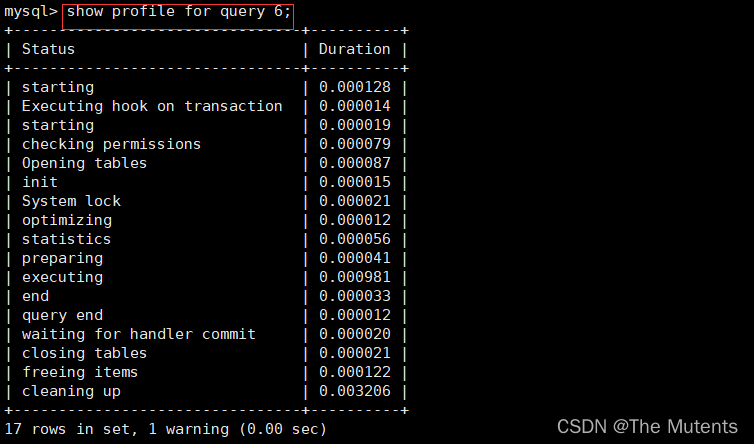 mysql> show profile for query 6;
+--------------------------------+----------+
| Status                         | Duration |
+--------------------------------+----------+
| starting                       | 0.000128 |
| Executing hook on transaction  | 0.000014 |
| starting                       | 0.000019 |
| checking permissions           | 0.000079 |
| Opening tables                 | 0.000087 |
| init                           | 0.000015 |
| System lock                    | 0.000021 |
| optimizing                     | 0.000012 |
| statistics                     | 0.000056 |
| preparing                      | 0.000041 |
| executing                      | 0.000981 |
| end                            | 0.000033 |
| query end                      | 0.000012 |
| waiting for handler commit     | 0.000020 |
| closing tables                 | 0.000021 |
| freeing items                  | 0.000122 |
| cleaning up                    | 0.003206 |
+--------------------------------+----------+
17 rows in set, 1 warning (0.00 sec)
CSDN @The Mutents